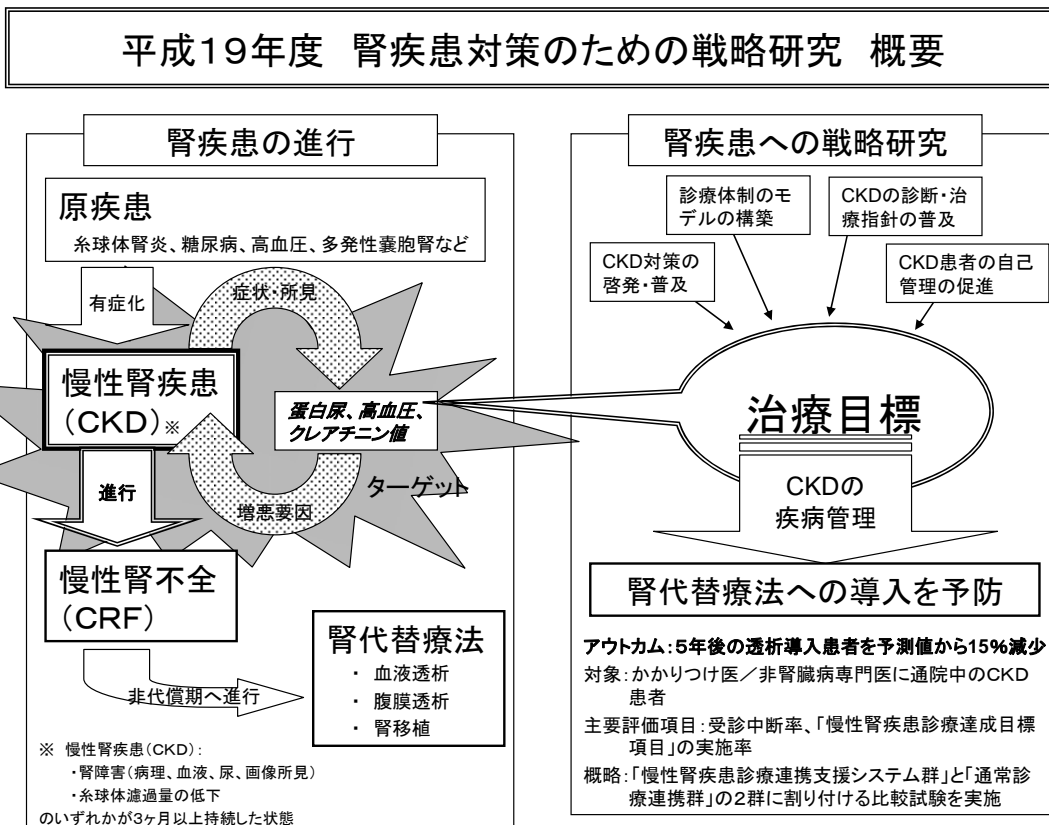 平成19年度 腎疾患対策のための戦略研究 概要
腎疾患の進行
原疾患
糸球体腎炎、糖尿病、高血圧、多発性嚢胞腎など
有症化
症状・所見
慢性腎疾患
(CKD)※
蛋白尿、高血圧、
クレアチニン値
進行
ターゲット
増悪要因
慢性腎不全
(CRF)
腎代替療法
・ 血液透析
・ 腹膜透析
・ 腎移植
非代償期へ進行
※ 慢性腎疾患(CKD):
・腎障害(病理、血液、尿、画像所見)
・糸球体濾過量の低下
のいずれかが3ヶ月以上持続した状態
腎疾患への戦略研究
診療体制のモ
デルの構築
CKDの診断・治
療指針の普及
CKD対策の
啓発・普及
CKD患者の自己
管理の促進
治療目標
CKDの
疾病管理
腎代替療法への導入を予防
アウトカム:5年後の透析導入患者を予測値から15%減少
対象:かかりつけ医/非腎臓病専門医に通院中のCKD
患者
主要評価項目:受診中断率、「慢性腎疾患診療達成目標
項目」の実施率
概略:「慢性腎疾患診療連携支援システム群」と「通常診
療連携群」の2群に割り付ける比較試験を実施